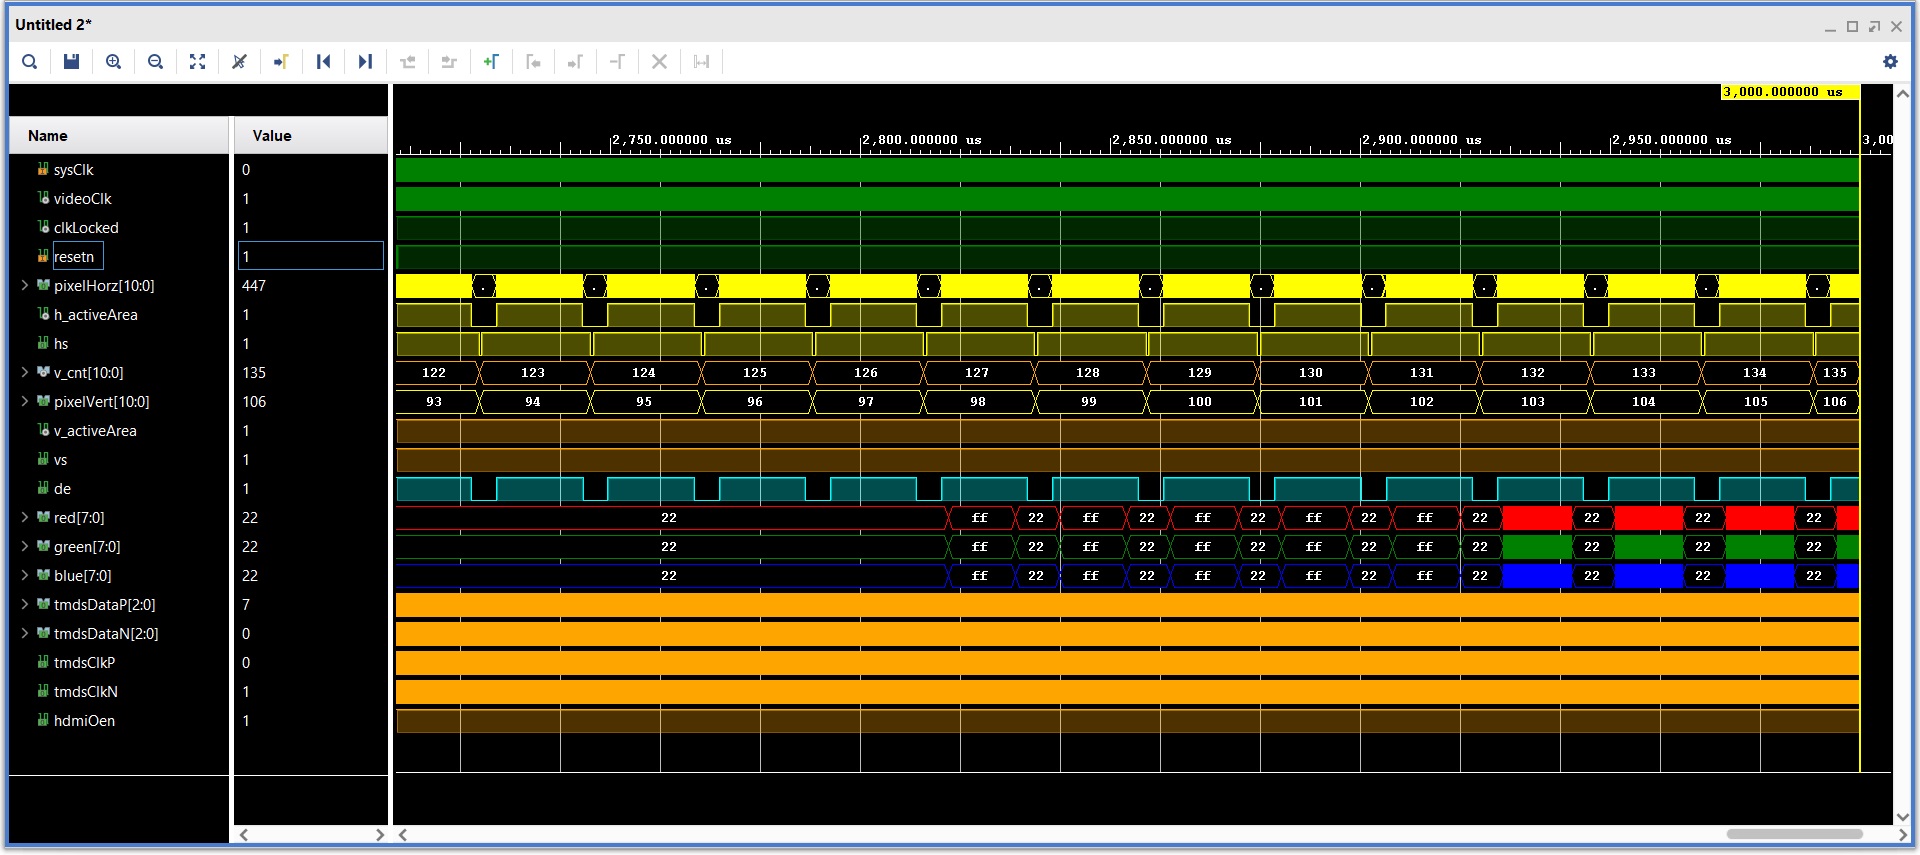 Untitled 2*
3,000.000000 us
Name Value
2,750.000000 us 2,800.000000 us 2,850.000000 us 2,900.000000 us 2,950.000000 us 3,00
sysClk 0
videoClk 1
clkLocked 1
resetn 1
pixelHorz[10:0] 447 . . . . . . . . . . . . .
h_activeArea 1
hs 1
v_cnt[10:0] 135 122 123 124 125 126 127 128 129 130 131 132 133 134 135
pixelVert[10:0] 106 93 94 95 96 97 98 99 100 101 102 103 104 105 106
v_activeArea 1
vs 1
de 1
red[7:0] 22 22 ff 22 ff 22 ff 22 ff 22 ff 22 22 22 22
green[7:0] 22 22 ff 22 ff 22 ff 22 ff 22 ff 22 22 22 22
blue[7:0] 22 22 ff 22 ff 22 ff 22 ff 22 ff 22 22 22 22
tmdsDataP[2:0] 7
tmdsDataN[2:0] 0
tmdsClkP 0
tmdsClkN 1
hdmiOen 1